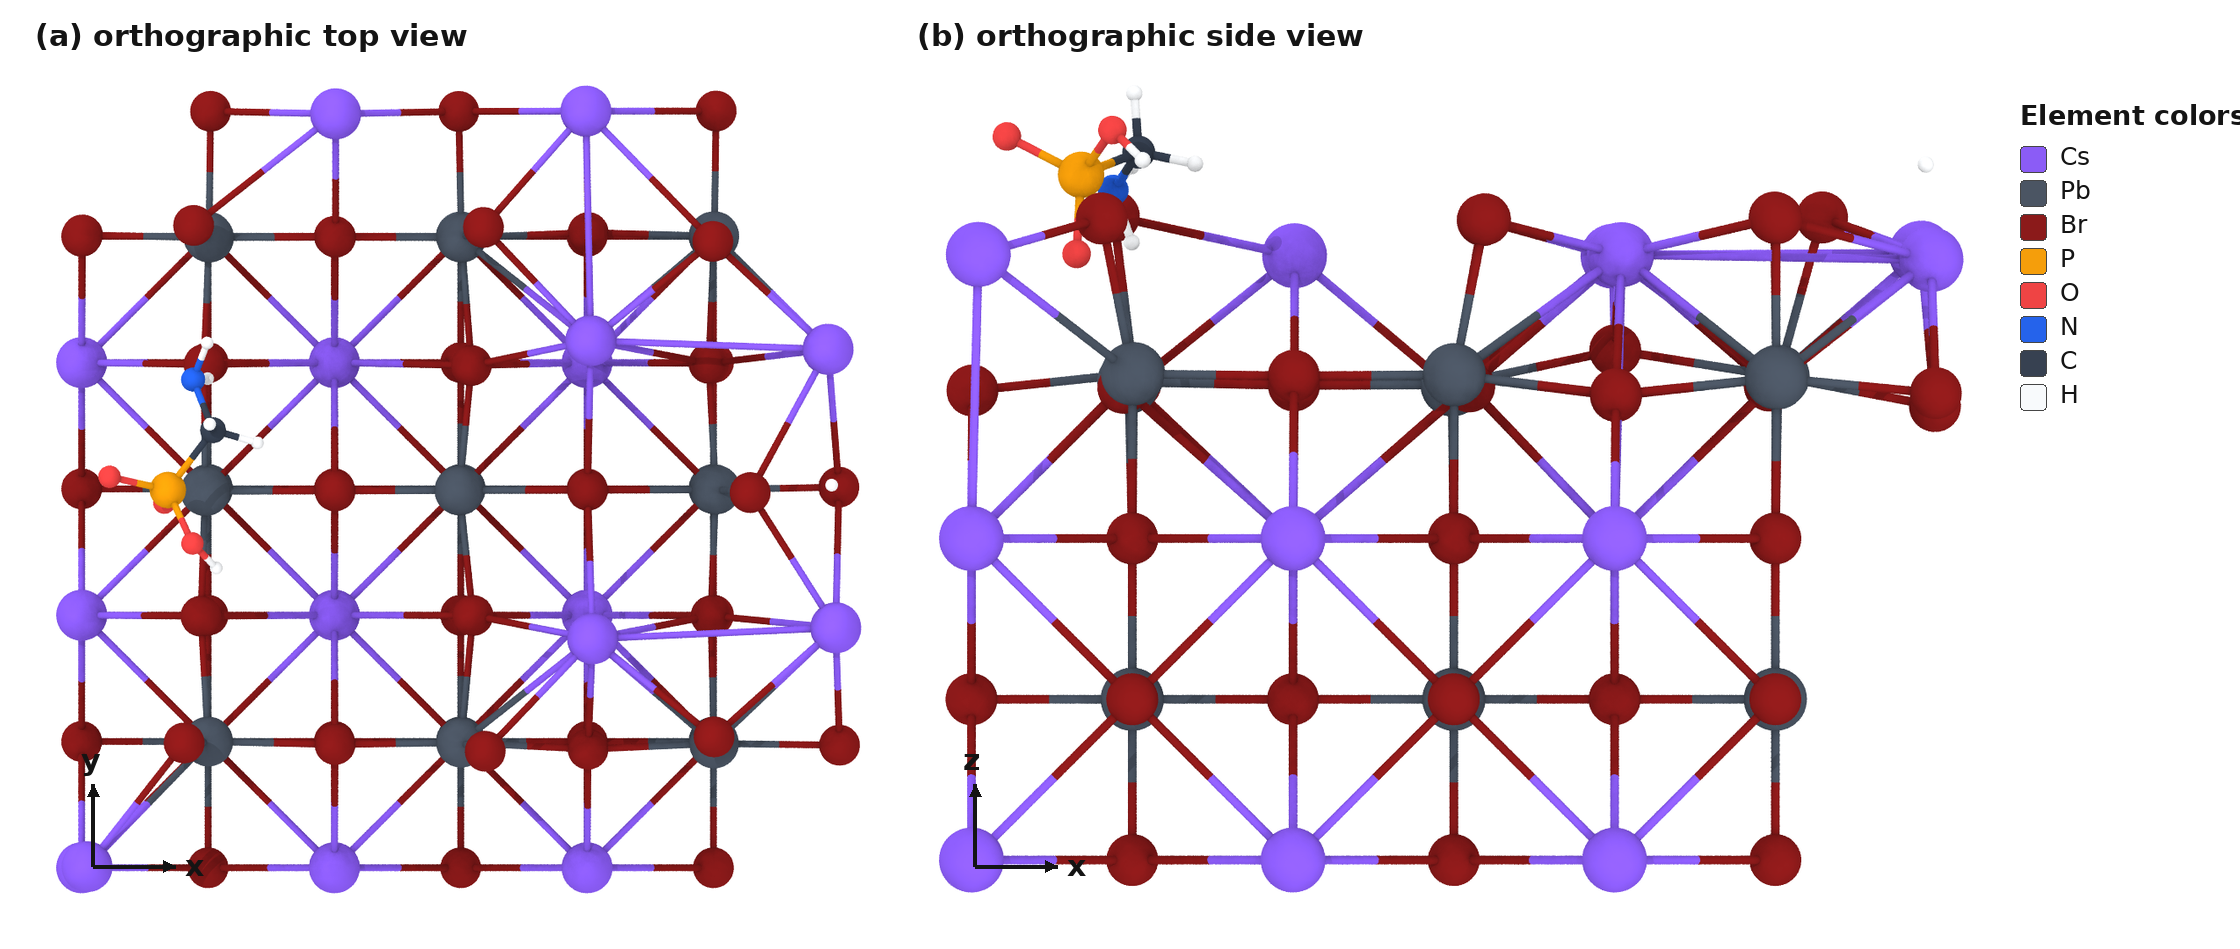 (a) orthographic top view
(b) orthographic side view
Element colors
Cs
Pb
Br
P
O
N
C
H
y
x
z
x